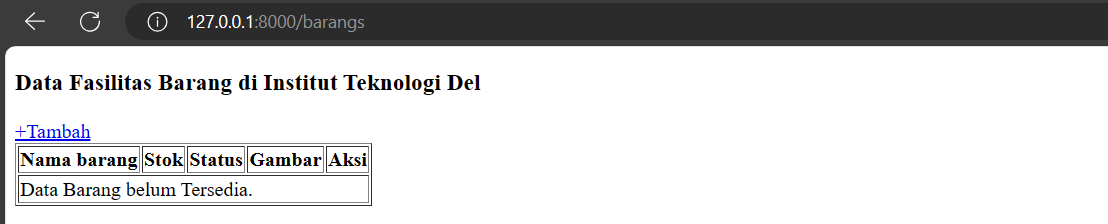 127.0.0.1:8000/barangs
Data Fasilitas Barang di Institut Teknologi Del
+Tambah
Nama barang Stok Status Gambar Aksi
Data Barang belum Tersedia.